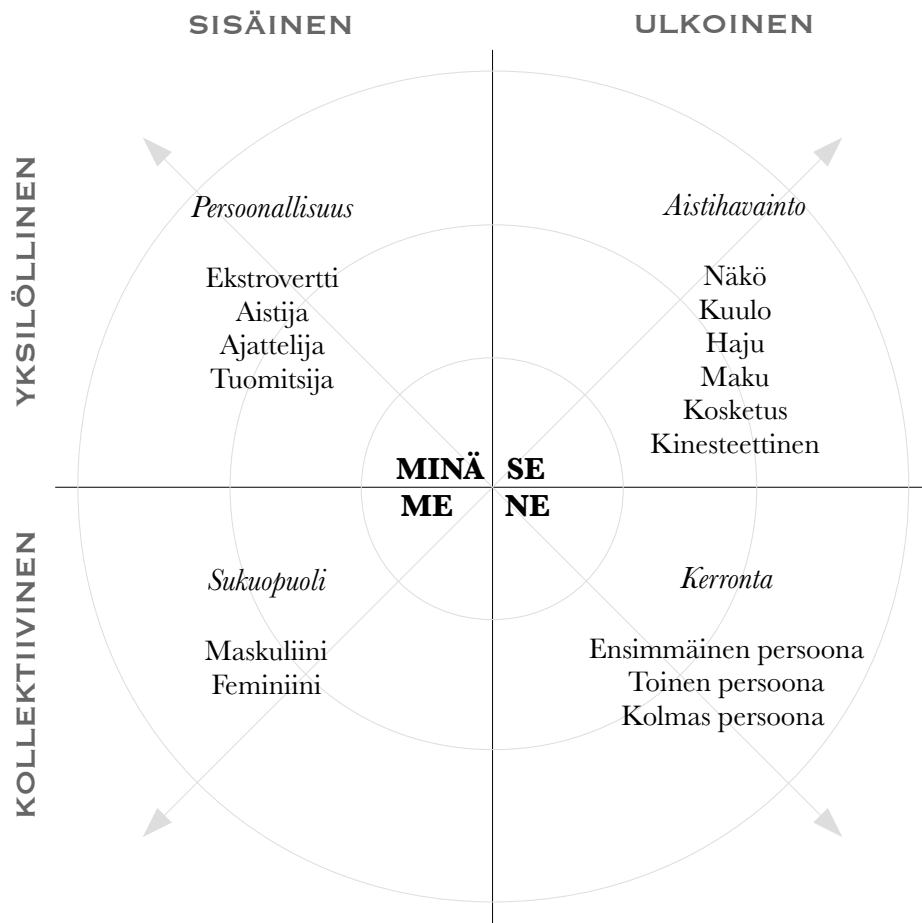 SISÄINEN
ULKOINEN
YKSILÖLLINEN
Persoonallisuus
Ekstrovertti
Aistija
Ajattelija
Tuomitsija
Aistihavainto
Näkö
Kuulo
Haju
Maku
Kosketus
Kinesteettinen
MINÄ
SE
ME
NE
KOLLEKTIIVINEN
Sukuopuoli
Maskuliini
Feminiini
Kerronta
Ensimmäinen persoona
Toinen persoona
Kolmas persoona